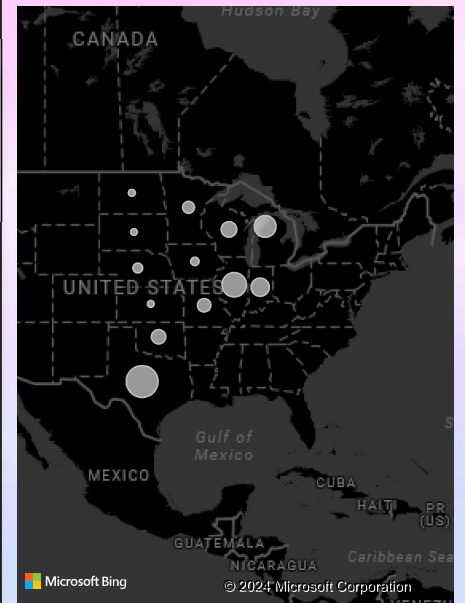 Hudson Bay
CANADA
UNITED STATES
Gulf of
Mexico
MEXICO
CUBA
HAITI
PR
(US)
GUATEMALA
Caribbean Sea
NICARAGUA
Microsoft Bing
© 2024 Microsoft Corporation